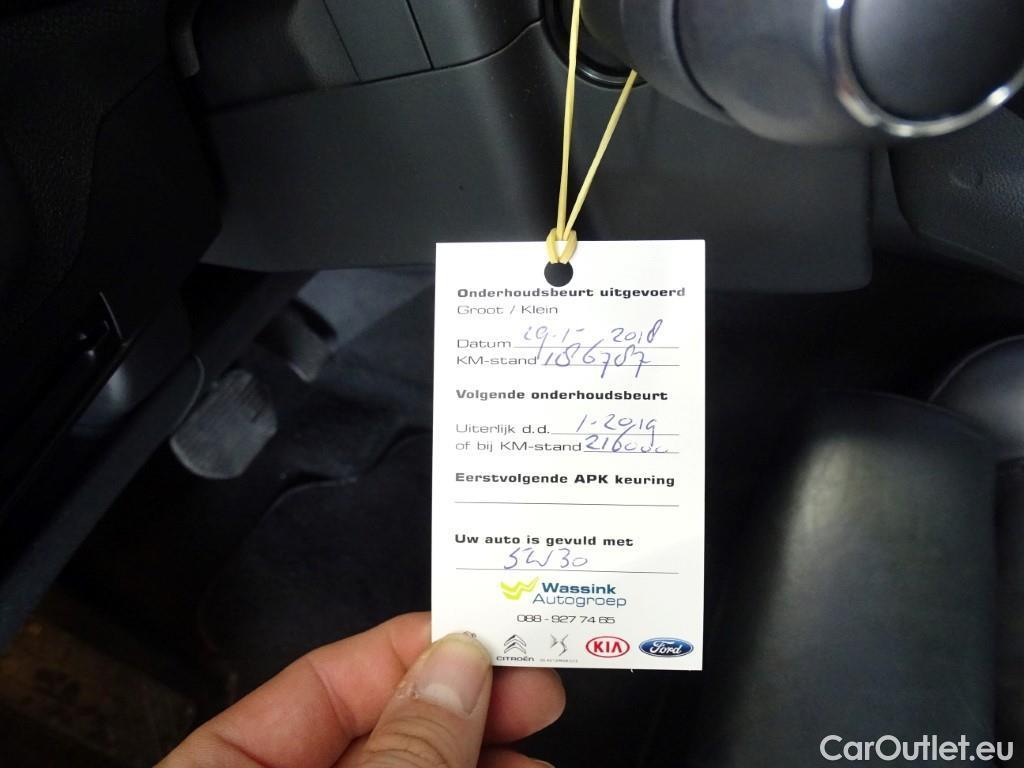 Onderhoudsbeurt uitgevoerd
Groot / Klein
Datum 29-1- 2018
KM-stand 186787
Volgende onderhoudsbeurt
Uiterlijk d.d. 1-2019
of bij KM-stand 216000
Eerstvolgende APK keuring
Uw auto is gevuld met
5W30
Wassink
Autogroep
088 - 927 74 65
CITROËN
KIA
Ford
CarOutlet.eu